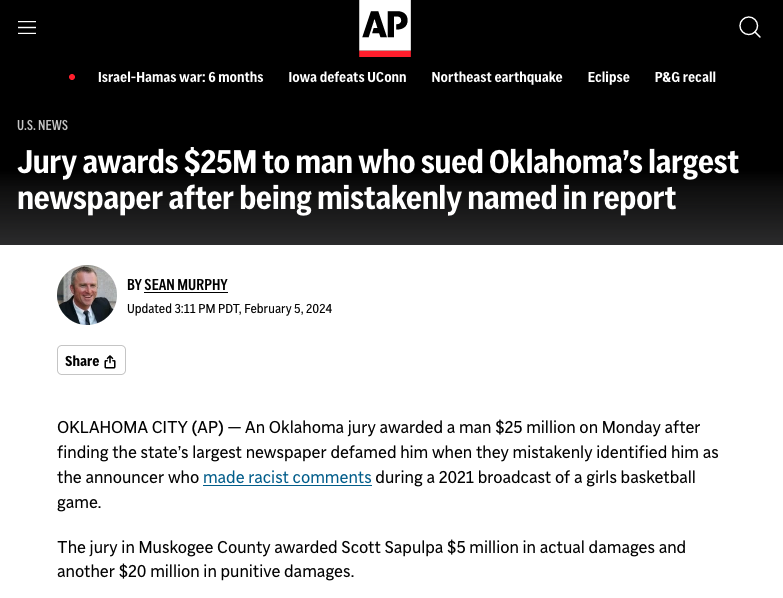 AP
Israel-Hamas war: 6 months Iowa defeats UConn Northeast earthquake Eclipse P&G recall
U.S. NEWS
Jury awards $25M to man who sued Oklahoma’s largest
newspaper after being mistakenly named in report
BY SEAN MURPHY
Updated 3:11 PM PDT, February 5, 2024
Share
OKLAHOMA CITY (AP) — An Oklahoma jury awarded a man $25 million on Monday after
finding the state’s largest newspaper defamed him when they mistakenly identified him as
the announcer who made racist comments during a 2021 broadcast of a girls basketball
game.
The jury in Muskogee County awarded Scott Sapulpa $5 million in actual damages and
another $20 million in punitive damages.